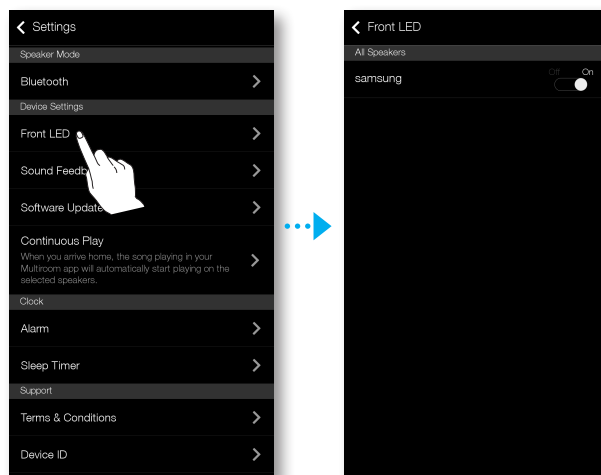 Settings
Speaker Mode
Bluetooth
Device Settings
Front LED
Sound Feedb
Software Update
Continuous Play
When you arrive home, the song playing in your
Multiroom app will automatically start playing on the
selected speakers.
Clock
Alarm
Sleep Timer
Support
Terms & Conditions
Device ID
Front LED
All Speakers
samsung
Off On